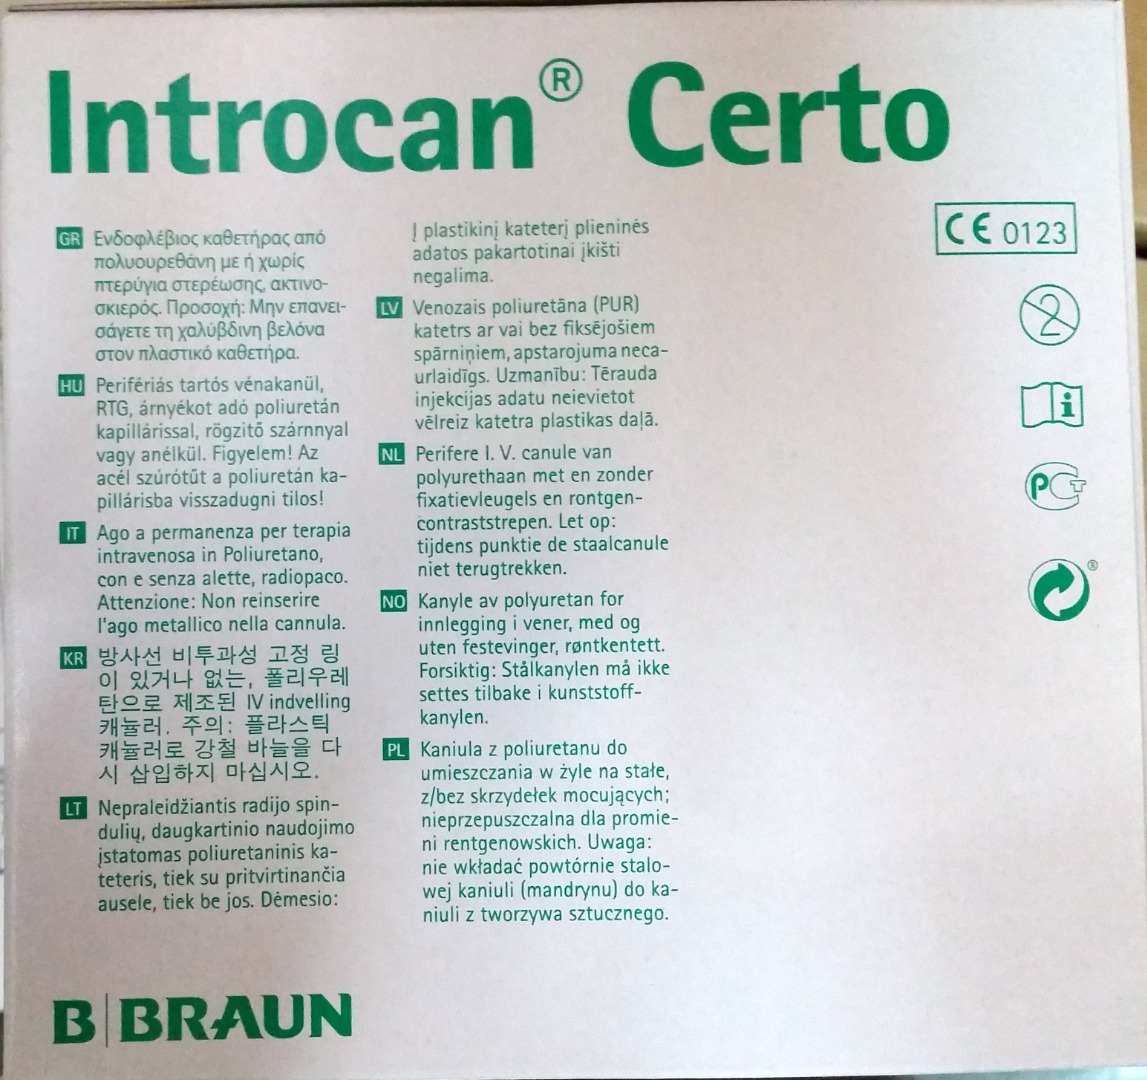 Introcan® Certo
GR Ενδοφλέβιος καθετήρας από
πολυουρεθάνη με ή χωρίς
πτερύγια στερέωσης, ακτινο-
σκιερός. Προσοχή: Μην επανει-
σάγετε τη χαλύβδινη βελόνα
στον πλαστικό καθετήρα.
HU Perifériás tartós vénakanül,
RTG, árnyékot adó poliuretán
kapillárissal, rögzitő szárnnyal
vagy anélkül. Figyelem! Az
acél szúrótűt a poliuretán ka-
pillárisba visszadugni tilos!
IT Ago a permanenza per terapia
intravenosa in Poliuretano,
con e senza alette, radiopaco.
Attenzione: Non reinserire
l'ago metallico nella cannula.
KR 방사선 비투과성 고정 링
이 있거나 없는, 폴리우레
탄으로 제조된 IV indvelling
캐뉼러. 주의: 플라스틱
캐뉼러로 강철 바늘을 다
시 삽입하지 마십시오.
LT Nepraleidžiantis radijo spin-
dulių, daugkartinio naudojimo
įstatomas poliuretaninis ka-
teteris, tiek su pritvirtinančia
ausele, tiek be jos. Dėmesio:
Į plastikinį kateterį plieninės
adatos pakartotinai įkišti
negalima.
LV Venozais poliuretāna (PUR)
katetrs ar vai bez fiksējošiem
spārniņiem, apstarojuma neca-
urlaidīgs. Uzmanību: Tērauda
injekcijas adatu neievietot
vēlreiz katetra plastikas daļā.
NL Perifere I. V. canule van
polyurethaan met en zonder
fixatievleugels en rontgen-
contraststrepen. Let op:
tijdens punktie de staalcanule
niet terugtrekken.
NO Kanyle av polyuretan for
innlegging i vener, med og
uten festevinger, røntkentett.
Forsiktig: Stålkanylen må ikke
settes tilbake i kunststoff-
kanylen.
PL Kaniula z poliuretanu do
umieszczania w żyle na stałe,
z/bez skrzydełek mocujących;
nieprzepuszczalna dla promie-
ni rentgenowskich. Uwaga:
nie wkładać powtórnie stalo-
wej kaniuli (mandrynu) do ka-
niuli z tworzywa sztucznego.
CE 0123
2
i
PCT
®
B|BRAUN